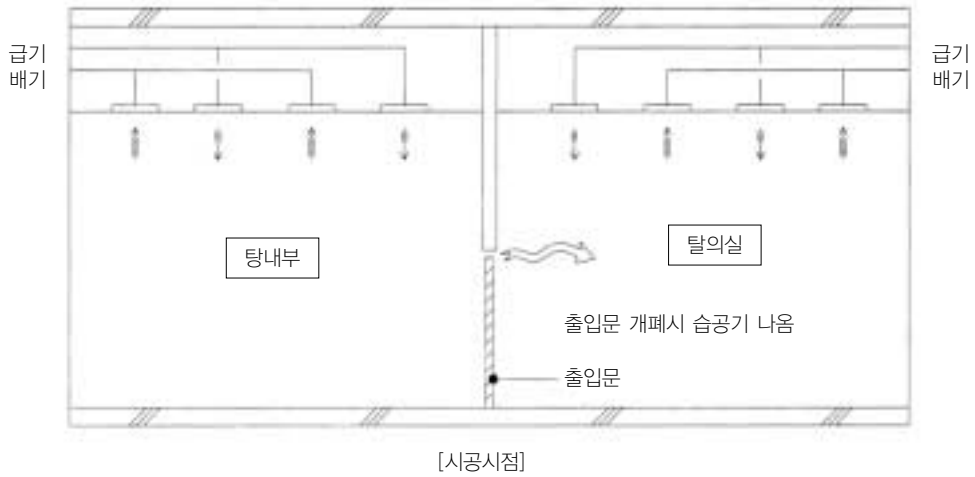 급기
배기
급기
배기
탕내부
탈의실
출입문 개폐시 습공기 나옴
출입문
[시공시점]